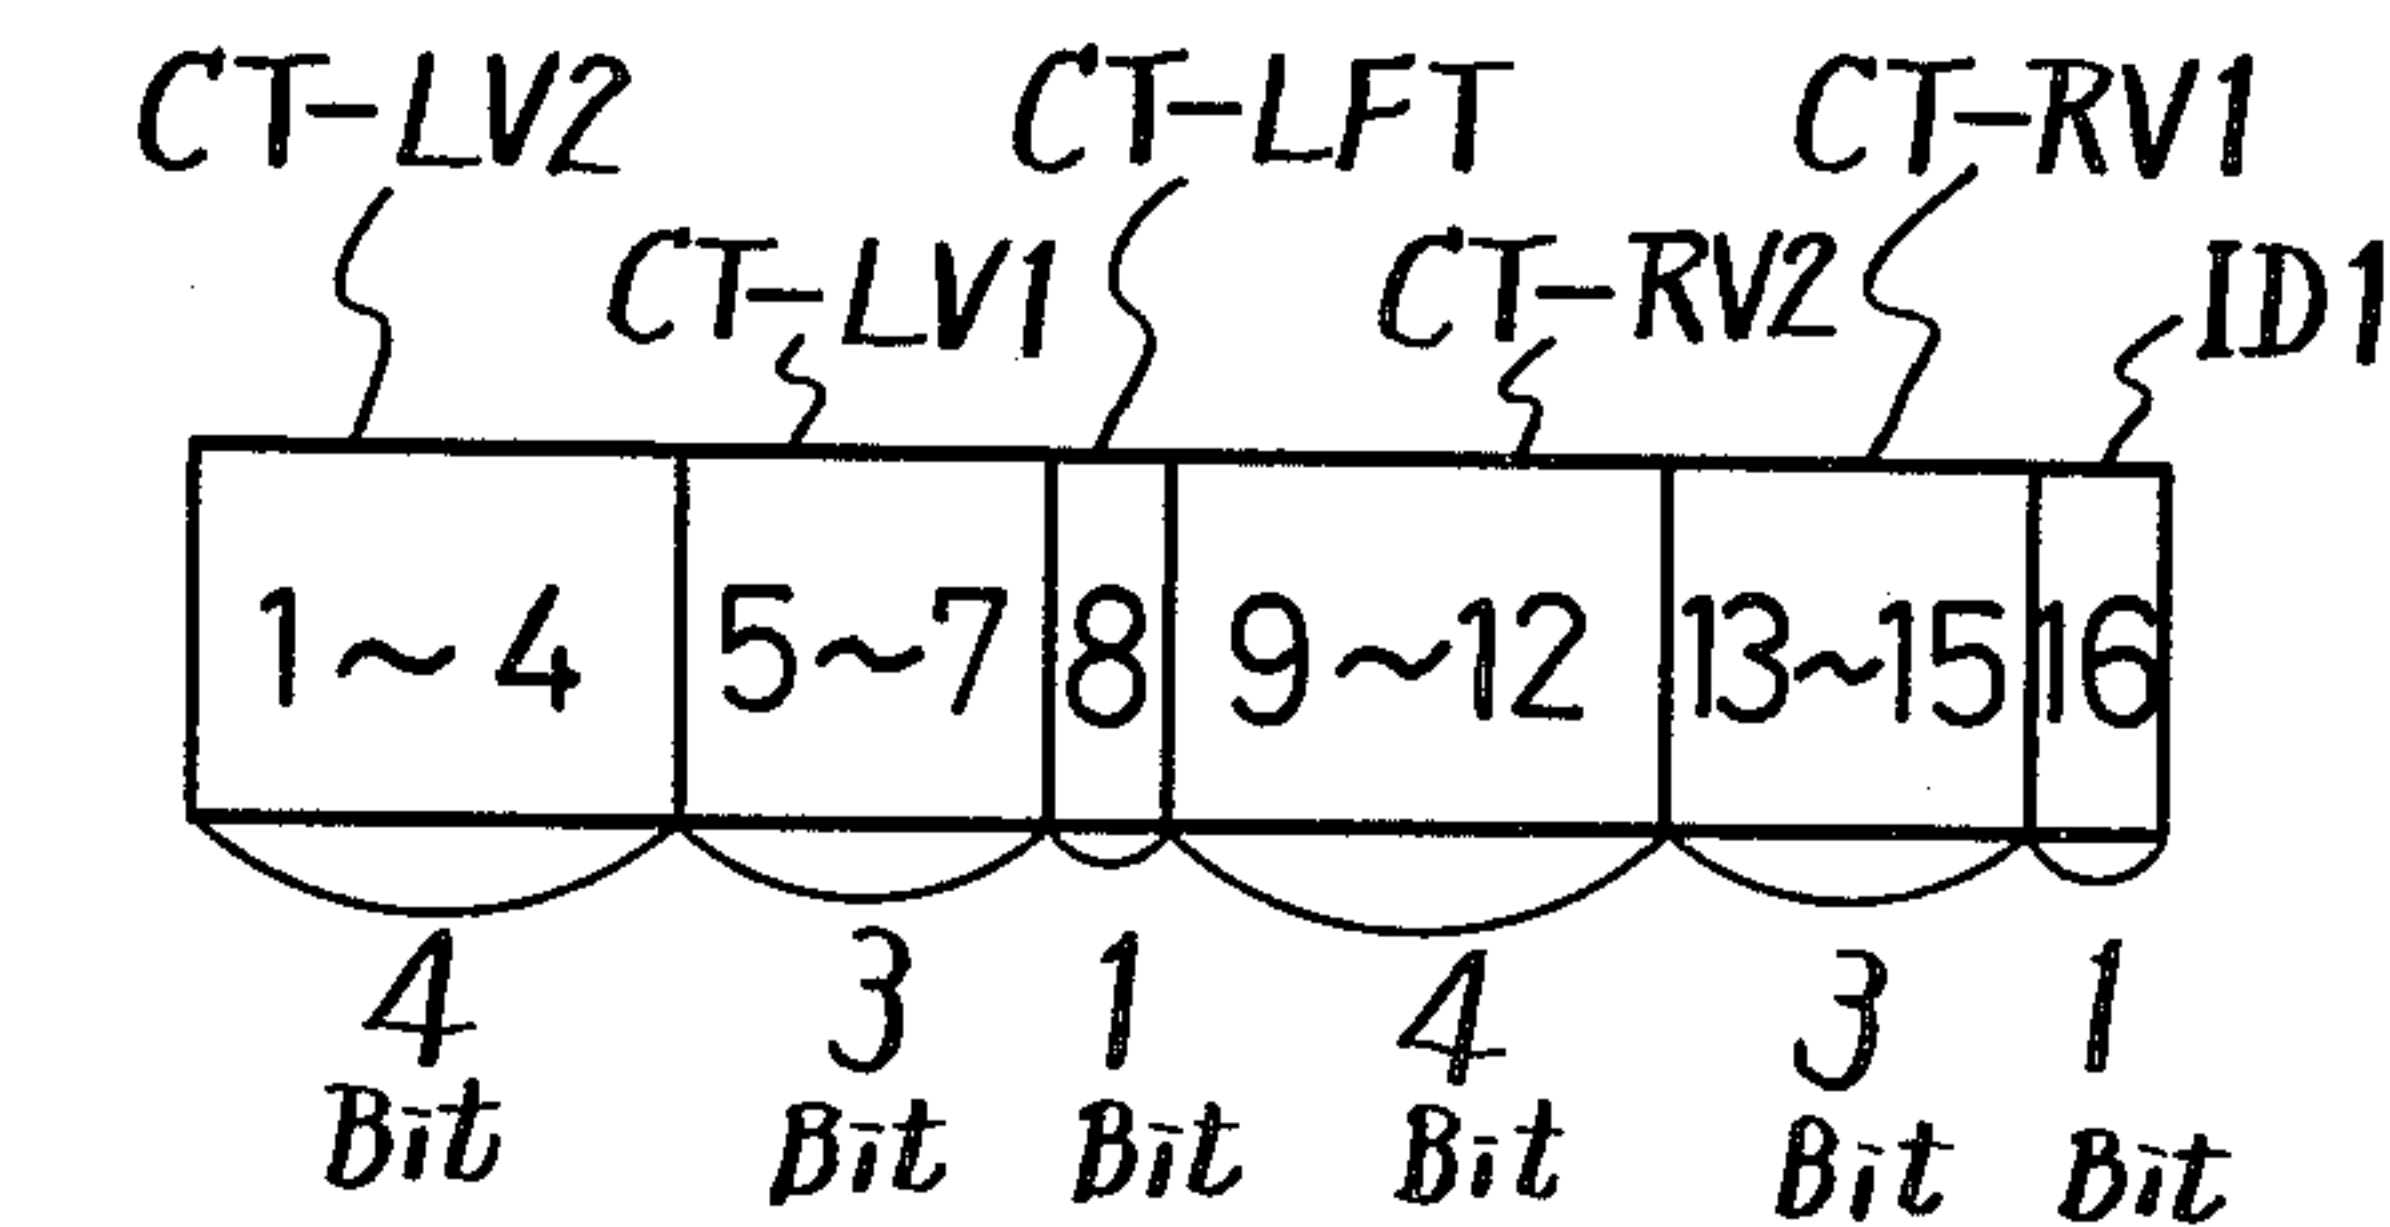 CT-LV2 CT-LFT CT-RV1
CT-LV1 CT-RV2 ID1
1~4 5~7 8 9~12 13~15 16
4 3 1 4 3 1
Bit Bit Bit Bit Bit Bit